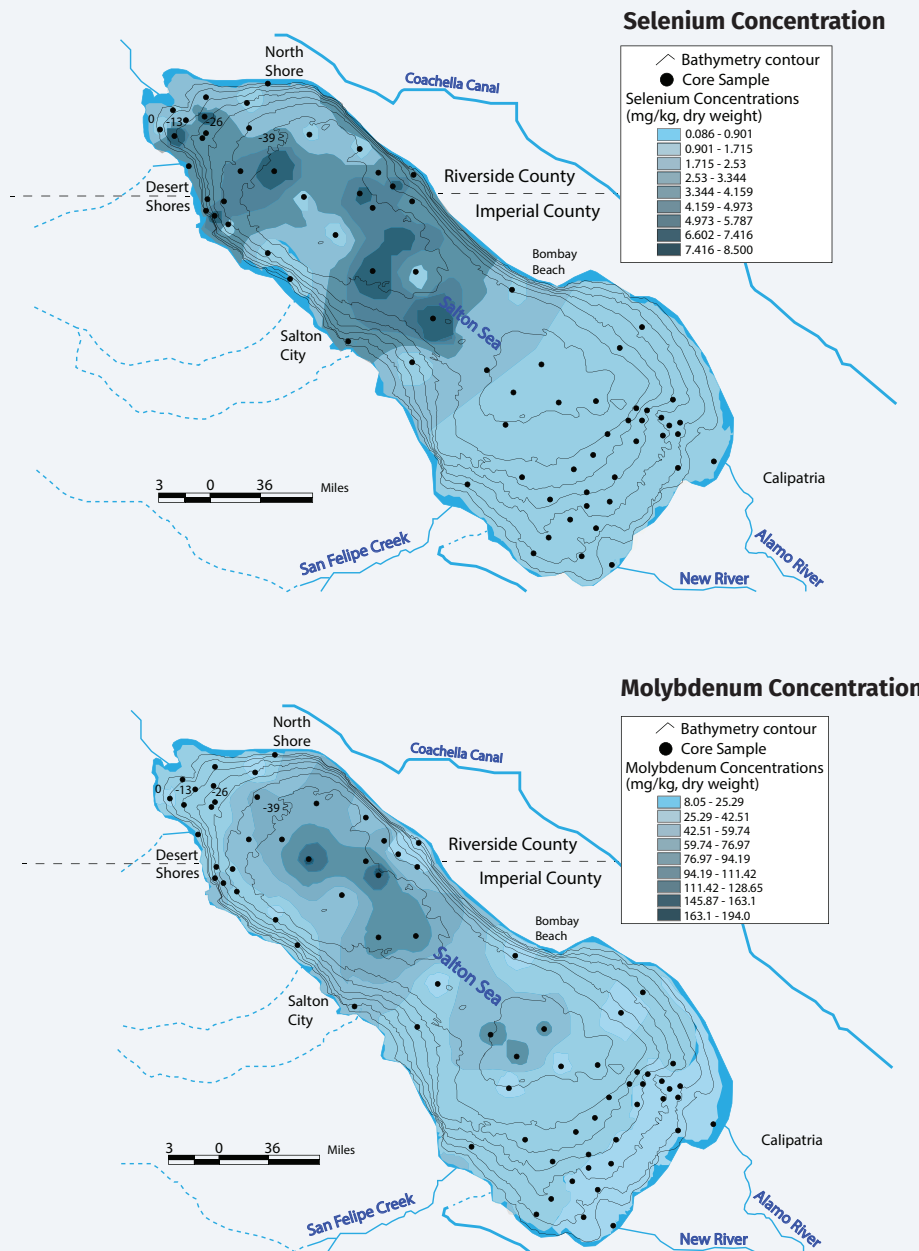 Selenium Concentration
Bathymetry contour
Core Sample
Selenium Concentrations
(mg/kg, dry weight)
0.086 - 0.901
0.901 - 1.715
1.715 - 2.53
2.53 - 3.344
3.344 - 4.159
4.159 - 4.973
4.973 - 5.787
6.602 - 7.416
7.416 - 8.500
North
Shore
Coachella Canal
0
-13
-26
-39
Riverside County
Desert
Shores
Imperial County
Bombay
Beach
Salton Sea
Salton
City
Calipatria
3 0 36 Miles
San Felipe Creek
Alamo River
New River
Molybdenum Concentration
Bathymetry contour
Core Sample
Molybdenum Concentrations
(mg/kg, dry weight)
8.05 - 25.29
25.29 - 42.51
42.51 - 59.74
59.74 - 76.97
76.97 - 94.19
94.19 - 111.42
111.42 - 128.65
145.87 - 163.1
163.1 - 194.0
North
Shore
Coachella Canal
0
-13
-26
-39
Riverside County
Desert
Shores
Imperial County
Bombay
Beach
Salton Sea
Salton
City
Calipatria
3 0 36 Miles
San Felipe Creek
Alamo River
New River